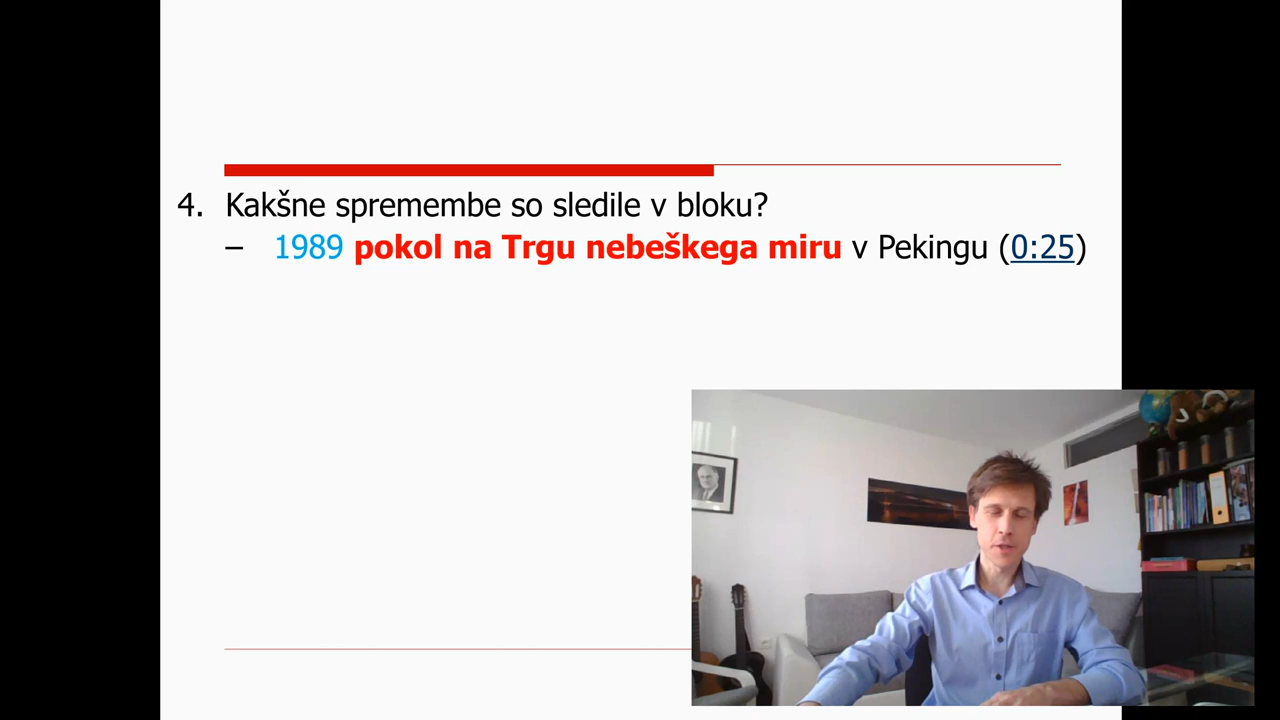 4. Kakšne spremembe so sledile v bloku?
– 1989 pokol na Trgu nebeškega miru v Pekingu (0:25)